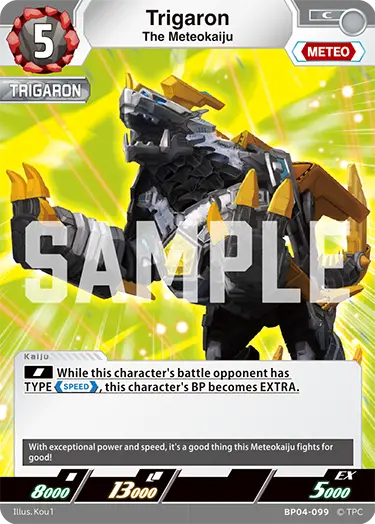 5
Trigaron
The Meteokaiju
C
METEO
TRIGARON
SAMPLE
Kaiju
While this character's battle opponent has
TYPE SPEED, this character's BP becomes EXTRA.
With exceptional power and speed, it's a good thing this Meteokaiju fights for
good!
8000
13000
EX
5000
Illus. Kou1
BP04-099 © TPC